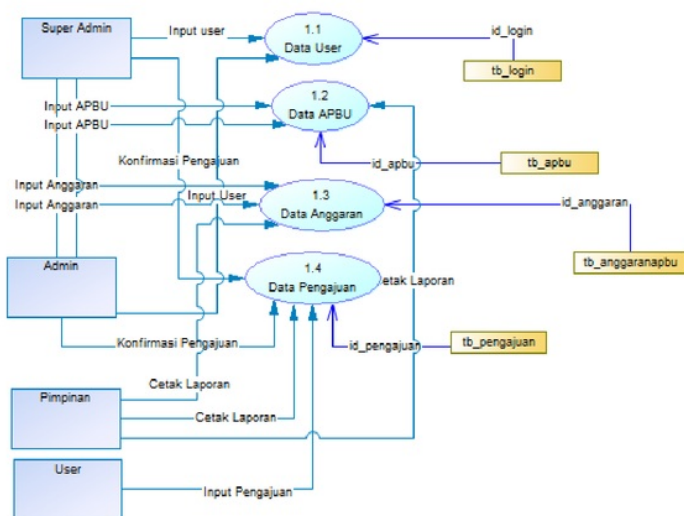 Super Admin
Input user
1.1
Data User
id_login
tb_login
Input APBU
Input APBU
1.2
Data APBU
Konfirmasi Pengajuan
id_apbu
tb_apbu
Input Anggaran
Input Anggaran
Input User
1.3
Data Anggaran
id_anggaran
tb_anggaranapbu
Admin
1.4
Data Pengajuan
etak Laporan
Konfirmasi Pengajuan
id_pengajuan
tb_pengajuan
Cetak Laporan
Pimpinan
Cetak Laporan
User
Input Pengajuan